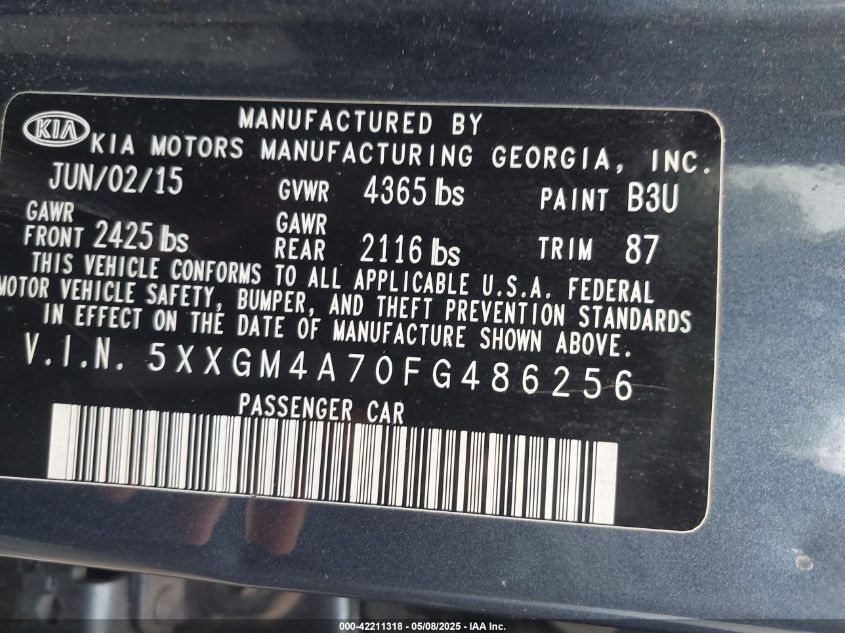 KIA
MANUFACTURED BY
KIA MOTORS MANUFACTURING GEORGIA, INC.
JUN/02/15 GVWR 4365 lbs PAINT B3U
GAWR FRONT 2425 lbs GAWR REAR 2116 lbs TRIM 87
THIS VEHICLE CONFORMS TO ALL APPLICABLE U.S.A. FEDERAL
MOTOR VEHICLE SAFETY, BUMPER, AND THEFT PREVENTION STANDARDS
IN EFFECT ON THE DATE OF MANUFACTURE SHOWN ABOVE.
V.I.N. 5XXGM4A70FG486256
PASSENGER CAR
000-42211318 - 05/08/2025 - IAA Inc.